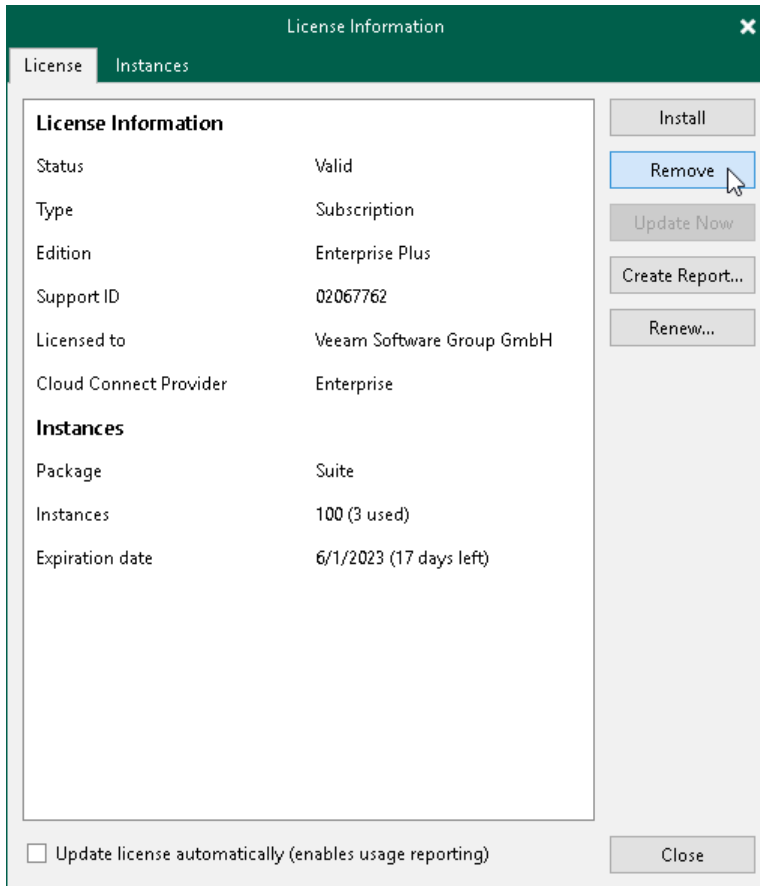 License Information
License Instances
License Information
Status Valid
Type Subscription
Edition Enterprise Plus
Support ID 02067762
Licensed to Veeam Software Group GmbH
Cloud Connect Provider Enterprise
Instances
Package Suite
Instances 100 (3 used)
Expiration date 6/1/2023 (17 days left)
Install
Remove
Update Now
Create Report...
Renew...
Update license automatically (enables usage reporting)
Close